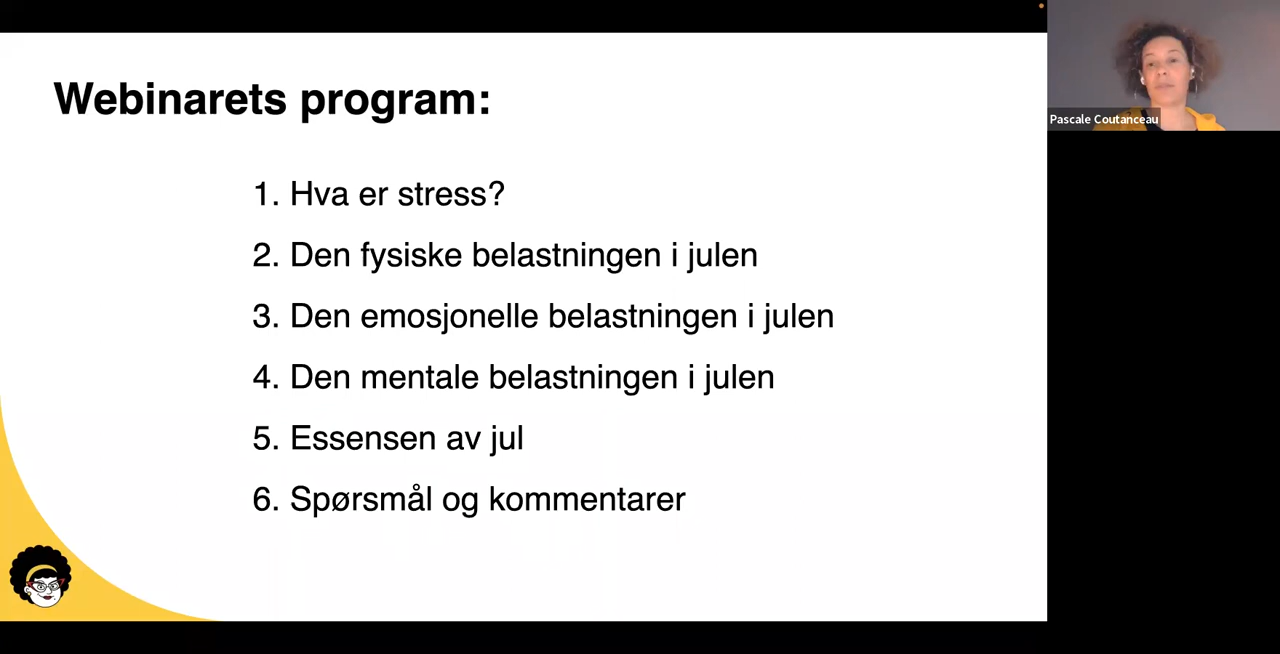 Webinarets program:
1. Hva er stress?
2. Den fysiske belastningen i julen
3. Den emosjonelle belastningen i julen
4. Den mentale belastningen i julen
5. Essensen av jul
6. Spørsmål og kommentarer
Pascale Coutanceau